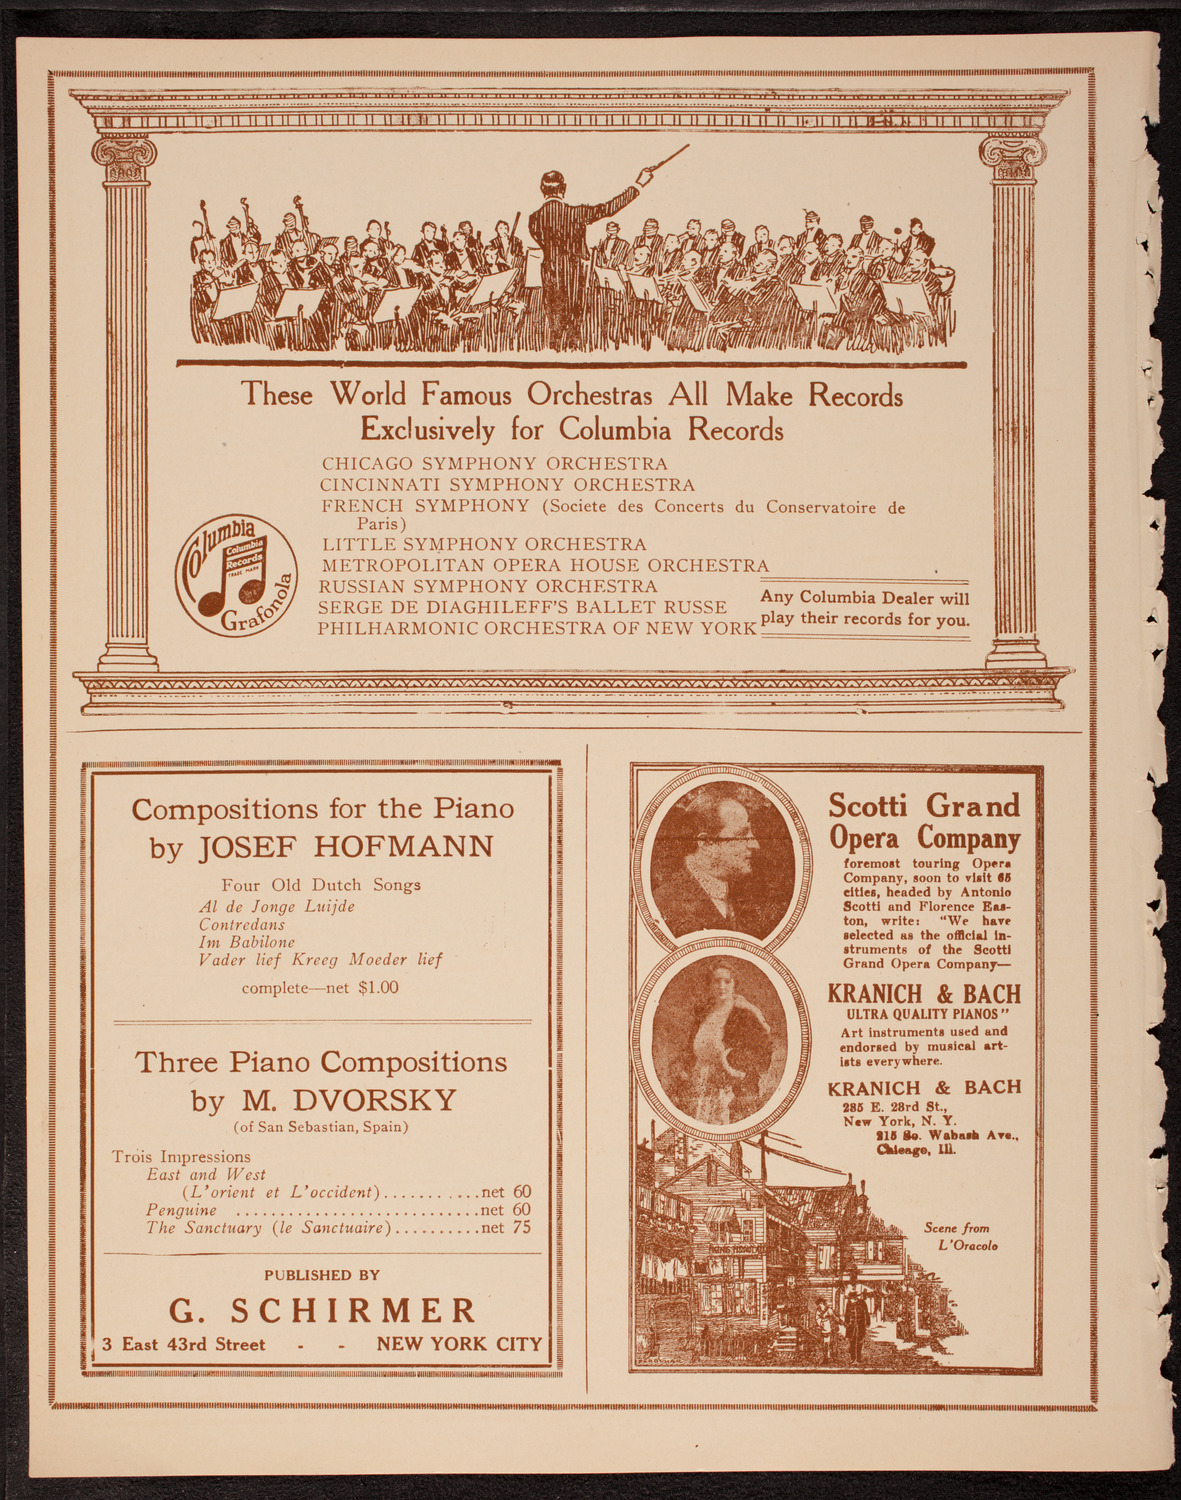 These World Famous Orchestras All Make Records
Exclusively for Columbia Records
CHICAGO SYMPHONY ORCHESTRA
CINCINNATI SYMPHONY ORCHESTRA
FRENCH SYMPHONY (Societe des Concerts du Conservatoire de
Paris)
LITTLE SYMPHONY ORCHESTRA
METROPOLITAN OPERA HOUSE ORCHESTRA
RUSSIAN SYMPHONY ORCHESTRA
SERGE DE DIAGHILEFF'S BALLET RUSSE
PHILHARMONIC ORCHESTRA OF NEW YORK
Columbia
Columbia
Records
TRADE MARK
Grafonola
Any Columbia Dealer will
play their records for you.
Compositions for the Piano
by JOSEF HOFMANN
Four Old Dutch Songs
Al de Jonge Luijde
Contredans
Im Babilone
Vader lief Kreeg Moeder lief
complete—net $1.00
Three Piano Compositions
by M. DVORSKY
(of San Sebastian, Spain)
Trois Impressions
East and West
(L'orient et L'occident)............net 60
Penguine ............................net 60
The Sanctuary (le Sanctuaire)..........net 75
PUBLISHED BY
G. SCHIRMER
3 East 43rd Street - - NEW YORK CITY
Scotti Grand
Opera Company
foremost touring Opera
Company, soon to visit 65
cities, headed by Antonio
Scotti and Florence Eas-
ton, write: "We have
selected as the official in-
struments of the Scotti
Grand Opera Company—
KRANICH & BACH
ULTRA QUALITY PIANOS"
Art instruments used and
endorsed by musical art-
ists everywhere.
KRANICH & BACH
235 E. 23rd St.,
New York, N. Y.
215 So. Wabash Ave.,
Chicago, Ill.
Scene from
L'Oracolo